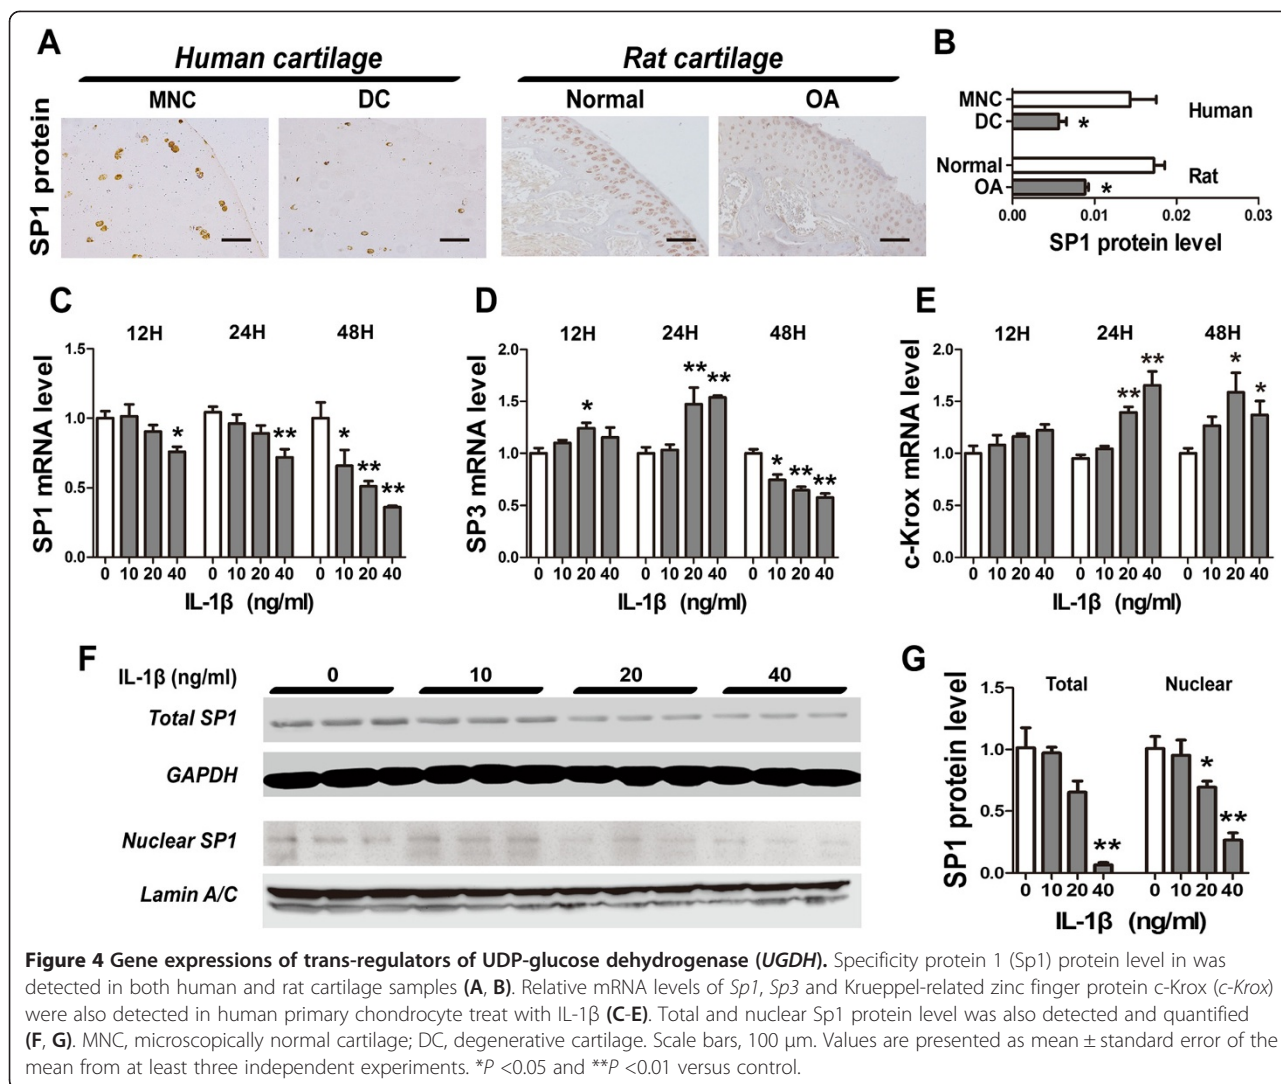 A
Human cartilage
Rat cartilage
MNC
DC
Normal
OA
SP1 protein
B
MNC
DC
*
Human
Normal
OA
*
Rat
0.00
0.01
0.02
0.03
SP1 protein level
C
12H
24H
48H
SP1 mRNA level
1.5
1.0
0.5
0.0
*
**
*
**
**
0 10 20 40 0 10 20 40 0 10 20 40
IL-1β (ng/ml)
D
12H
24H
48H
SP3 mRNA level
2.0
1.5
1.0
0.5
0.0
*
**
**
*
**
**
0 10 20 40 0 10 20 40 0 10 20 40
IL-1β (ng/ml)
E
12H
24H
48H
c-Krox mRNA level
2.0
1.5
1.0
0.5
0.0
**
**
*
*
0 10 20 40 0 10 20 40 0 10 20 40
IL-1β (ng/ml)
F
IL-1β (ng/ml)
0
10
20
40
Total SP1
GAPDH
Nuclear SP1
Lamin A/C
G
Total
Nuclear
SP1 protein level
1.5
1.0
0.5
0.0
**
*
**
0 10 20 40 0 10 20 40
IL-1β (ng/ml)
Figure 4 Gene expressions of trans-regulators of UDP-glucose dehydrogenase (UGDH). Specificity protein 1 (Sp1) protein level in was
detected in both human and rat cartilage samples (A, B). Relative mRNA levels of Sp1, Sp3 and Krueppel-related zinc finger protein c-Krox (c-Krox)
were also detected in human primary chondrocyte treat with IL-1β (C-E). Total and nuclear Sp1 protein level was also detected and quantified
(F, G). MNC, microscopically normal cartilage; DC, degenerative cartilage. Scale bars, 100 μm. Values are presented as mean ± standard error of the
mean from at least three independent experiments. *P <0.05 and **P <0.01 versus control.